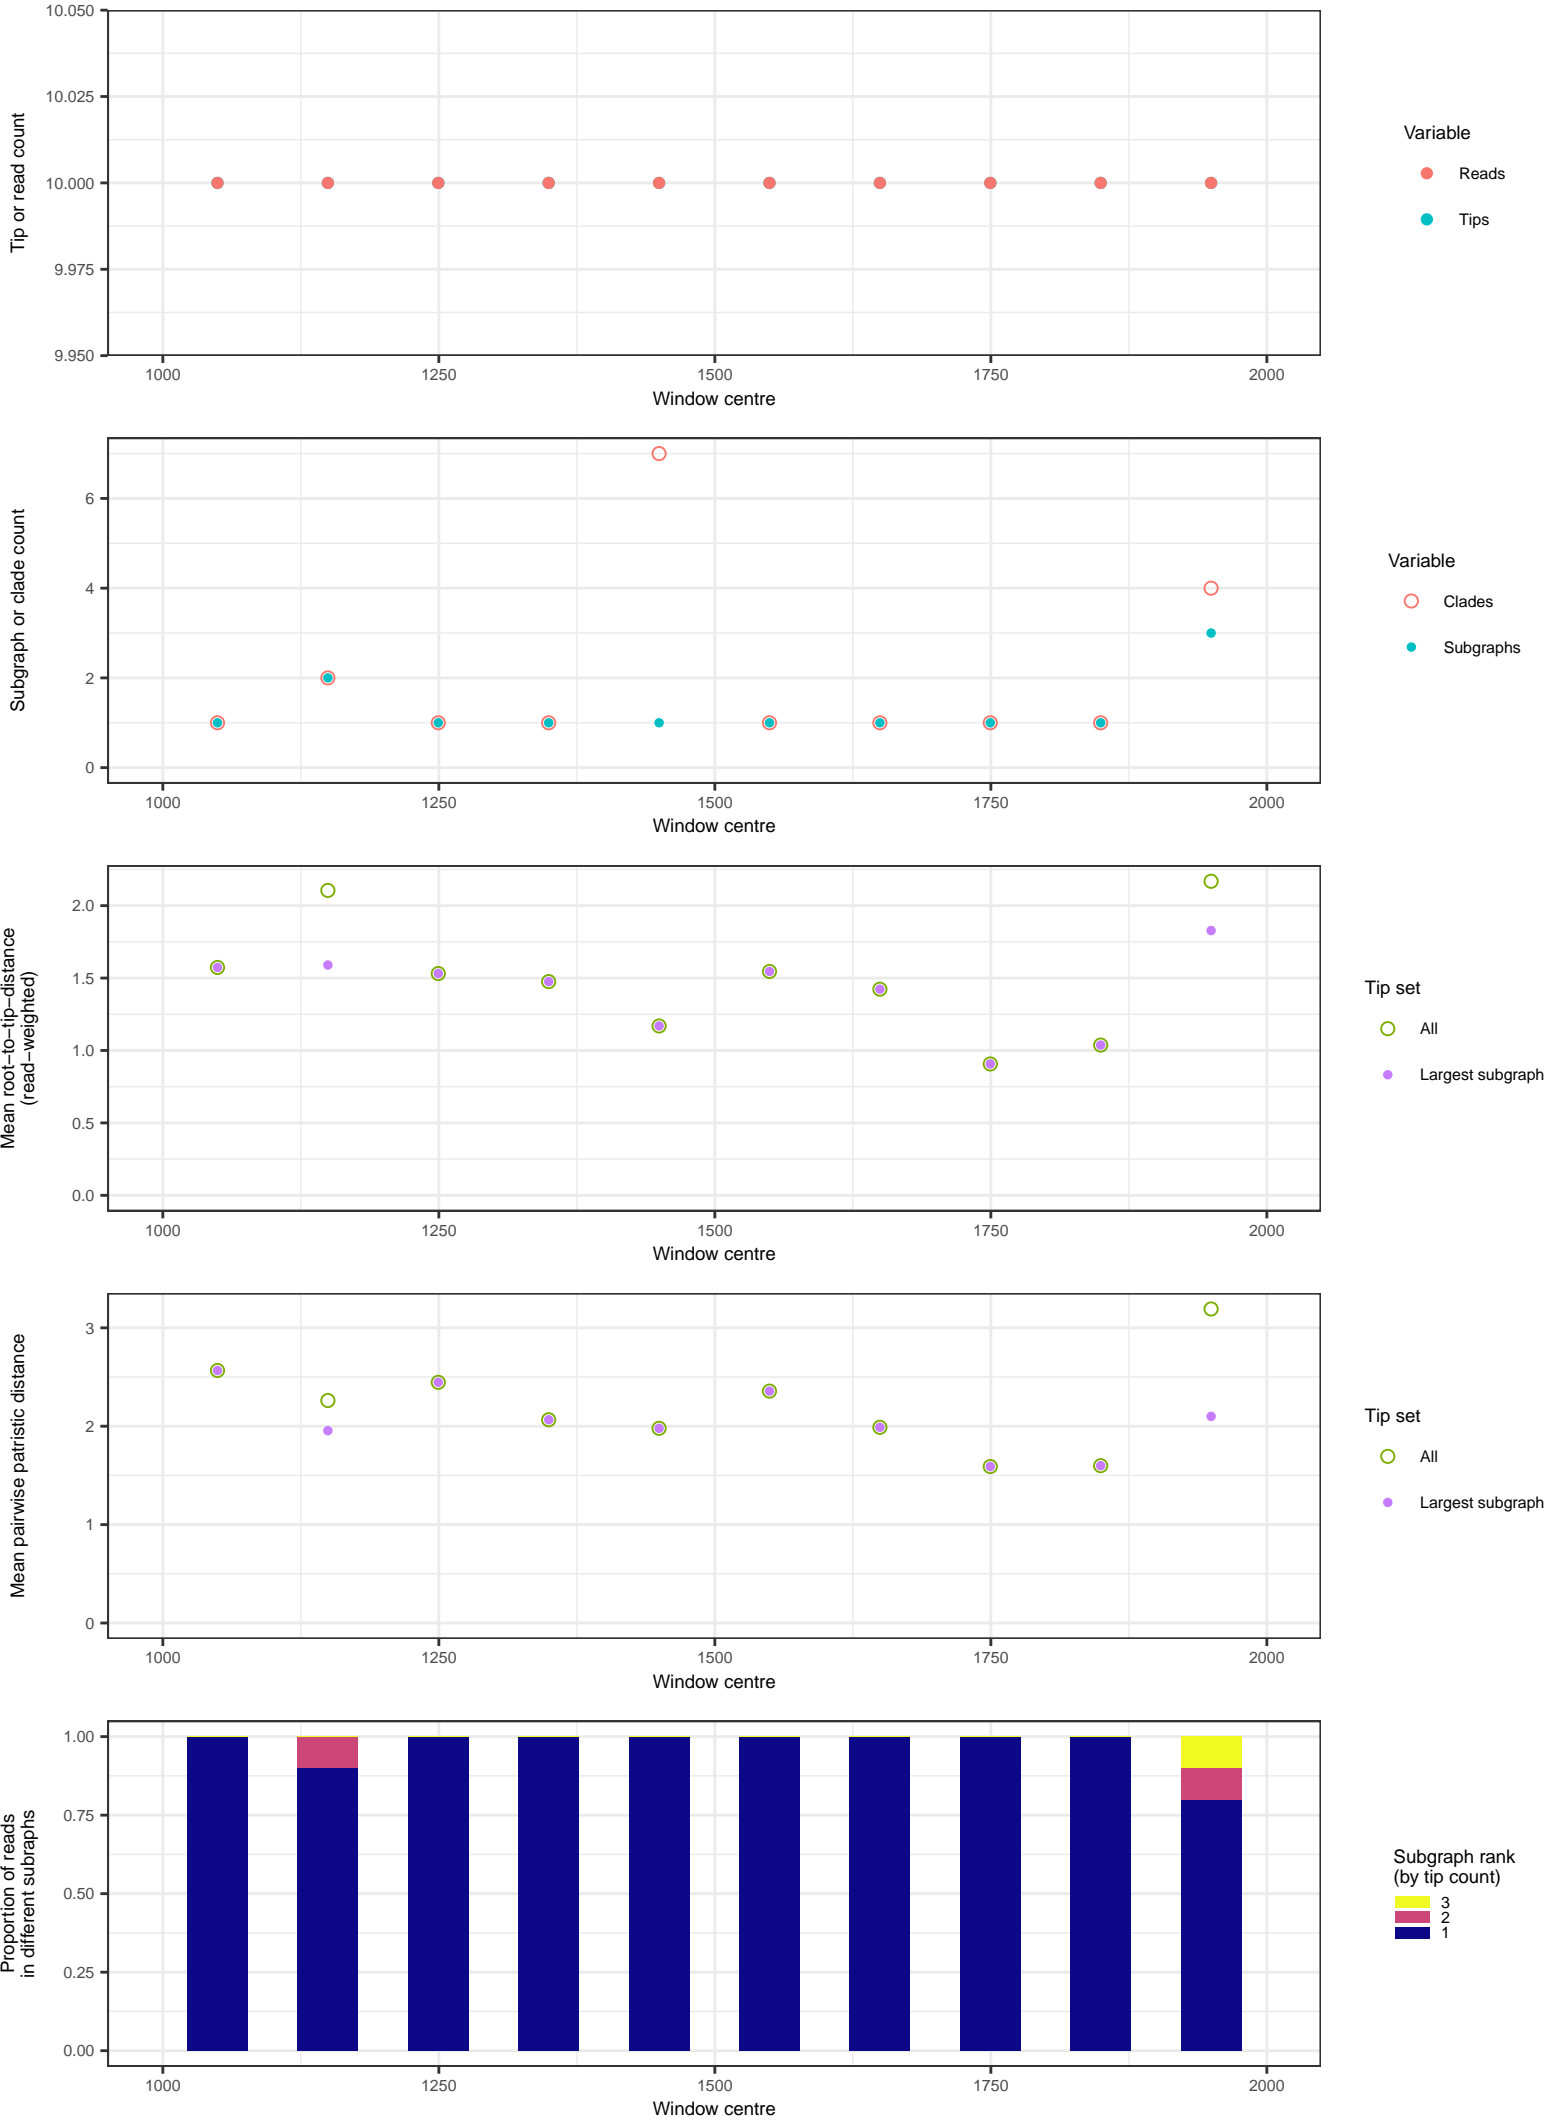 10.050
10.025
10.000
9.975
9.950
Tip or read count
1000 1250 1500 1750 2000
Window centre
Variable
Reads
Tips
6
4
2
0
Subgraph or clade count
1000 1250 1500 1750 2000
Window centre
Variable
Clades
Subgraphs
2.0
1.5
1.0
0.5
0.0
Mean root−to−tip−distance
(read−weighted)
1000 1250 1500 1750 2000
Window centre
Tip set
All
Largest subgraph
3
2
1
0
Mean pairwise patristic distance
1000 1250 1500 1750 2000
Window centre
Tip set
All
Largest subgraph
1.00
0.75
0.50
0.25
0.00
Proportion of reads
in different subraphs
1000 1250 1500 1750 2000
Window centre
Subgraph rank
(by tip count)
3
2
1